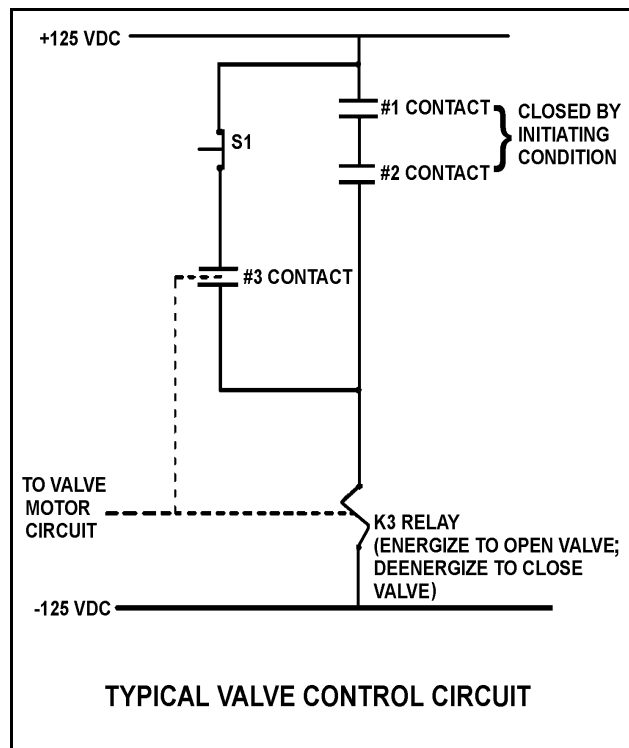 +125 VDC
S1
#1 CONTACT
#2 CONTACT
CLOSED BY
INITIATING
CONDITION
#3 CONTACT
TO VALVE
MOTOR
CIRCUIT
K3 RELAY
(ENERGIZE TO OPEN VALVE;
DEENERGIZE TO CLOSE
VALVE)
-125 VDC
TYPICAL VALVE CONTROL CIRCUIT